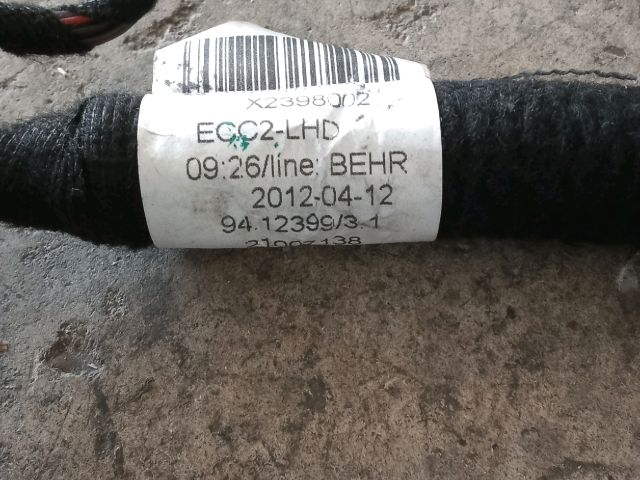 X2398002
ECC2-LHD
09:26/line: BEHR
2012-04-12
94.12399/3.1